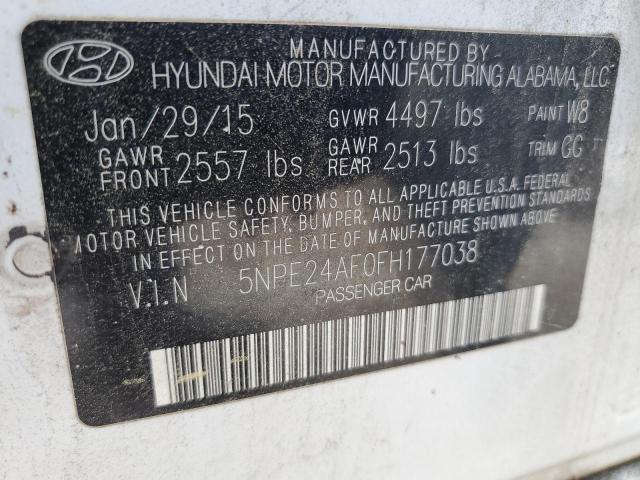 MANUFACTURED BY
HYUNDAI MOTOR MANUFACTURING ALABAMA, LLC
Jan/29/15 GVWR 4497 lbs PAINT W8
GAWR FRONT 2557 lbs GAWR REAR 2513 lbs TRIM GG
THIS VEHICLE CONFORMS TO ALL APPLICABLE U.S.A. FEDERAL
MOTOR VEHICLE SAFETY, BUMPER, AND THEFT PREVENTION STANDARDS
IN EFFECT ON THE DATE OF MANUFACTURE SHOWN ABOVE
V.I.N 5NPE24AF0FH177038
PASSENGER CAR